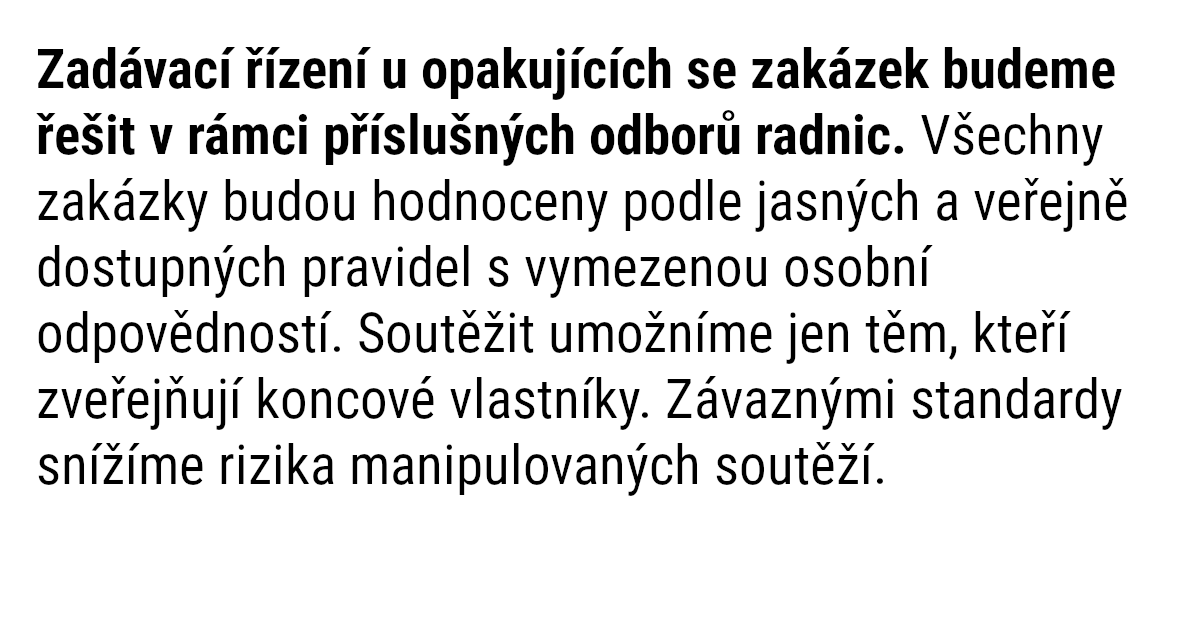 Zadávací řízení u opakujících se zakázek budeme
řešit v rámci příslušných odborů radnic. Všechny
zakázky budou hodnoceny podle jasných a veřejně
dostupných pravidel s vymezenou osobní
odpovědností. Soutěžit umožníme jen těm, kteří
zveřejňují koncové vlastníky. Závaznými standardy
snížíme rizika manipulovaných soutěží.